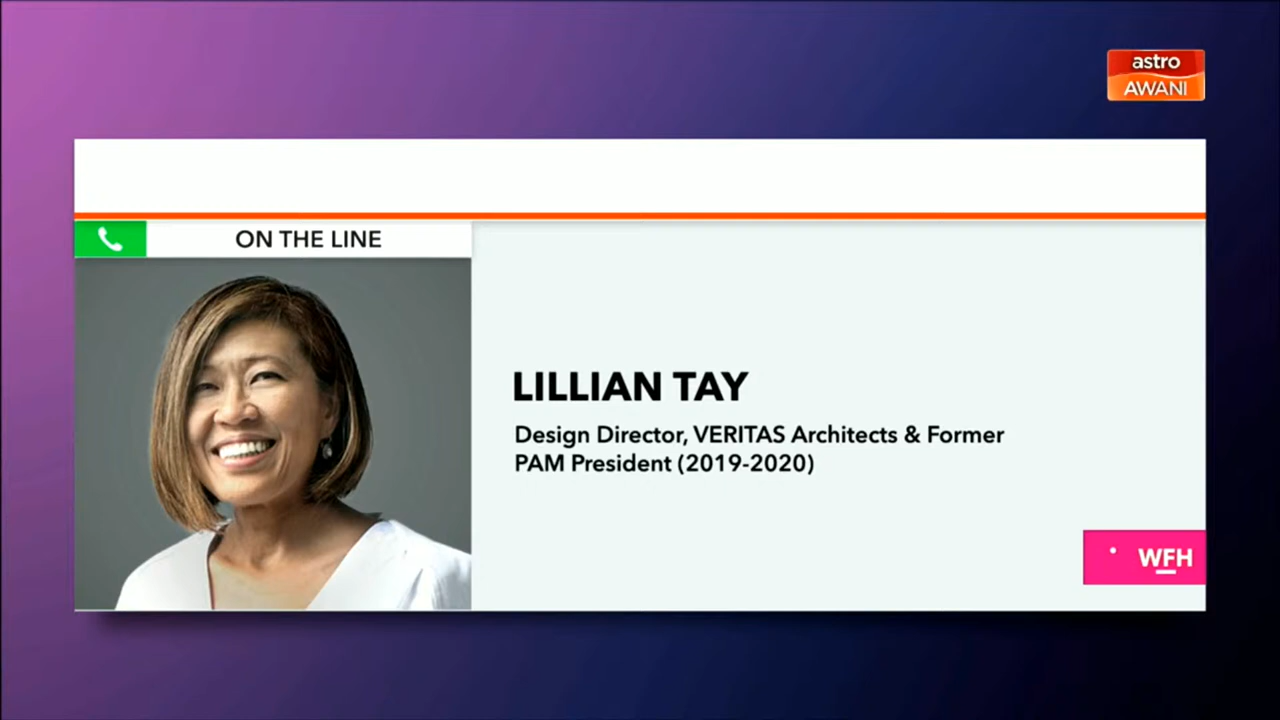 astro
AWANI
ON THE LINE
LILLIAN TAY
Design Director, VERITAS Architects & Former
PAM President (2019-2020)
WFH